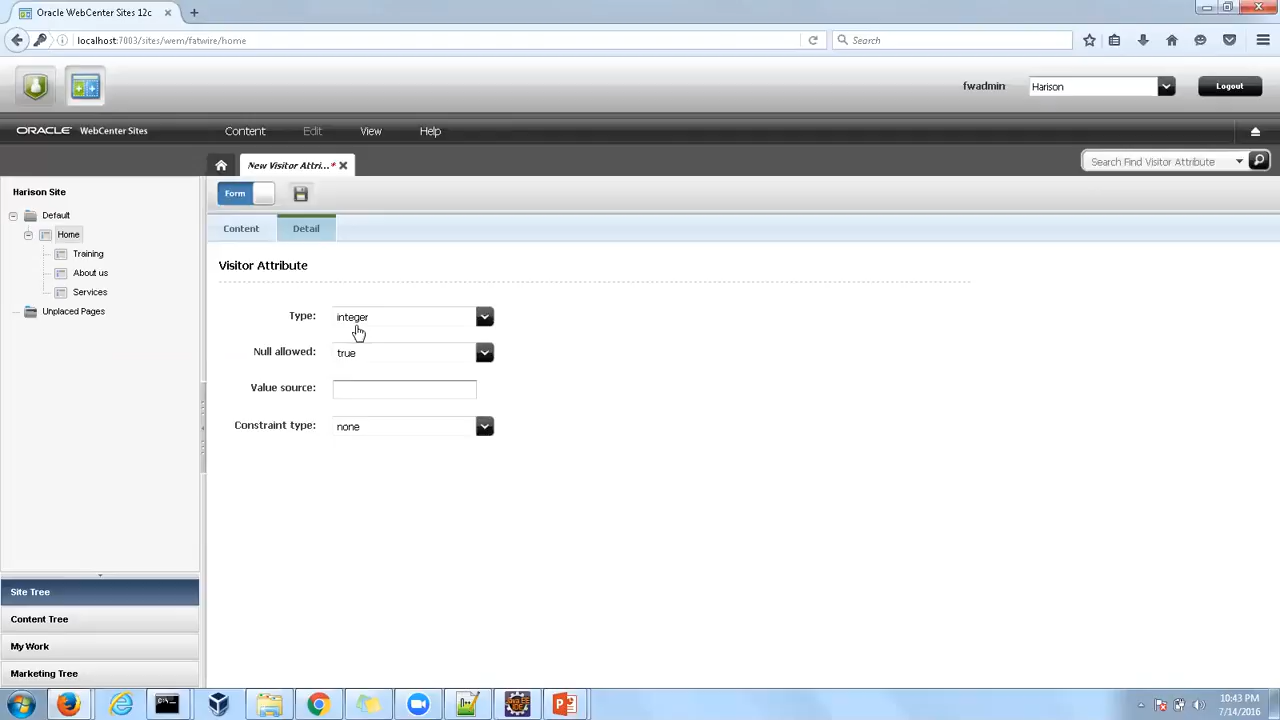 Oracle WebCenter Sites 12c
localhost:7003/sites/wem/fatwire/home
Search
fwadmin
Harison
Logout
ORACLE WebCenter Sites
Content
Edit
View
Help
New Visitor Attri...*
Search Find Visitor Attribute
Harison Site
Form
Default
Home
Training
About us
Services
Unplaced Pages
Content
Detail
Visitor Attribute
Type:
integer
Null allowed:
true
Value source:
Constraint type:
none
Site Tree
Content Tree
My Work
Marketing Tree
10:43 PM
7/14/2016